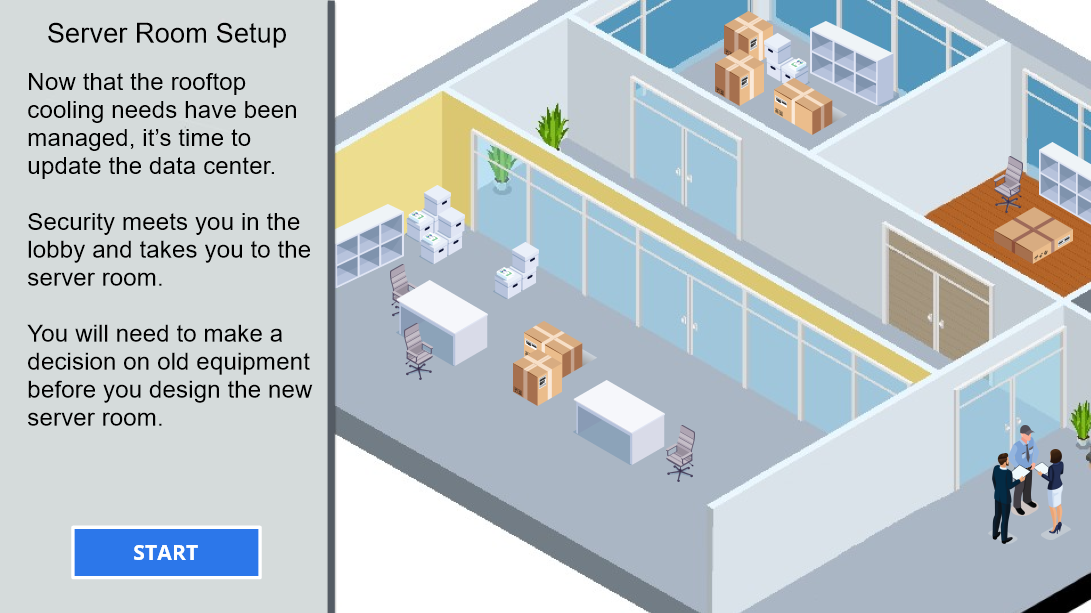 Server Room Setup
Now that the rooftop
cooling needs have been
managed, it’s time to
update the data center.
Security meets you in the
lobby and takes you to the
server room.
You will need to make a
decision on old equipment
before you design the new
server room.
START